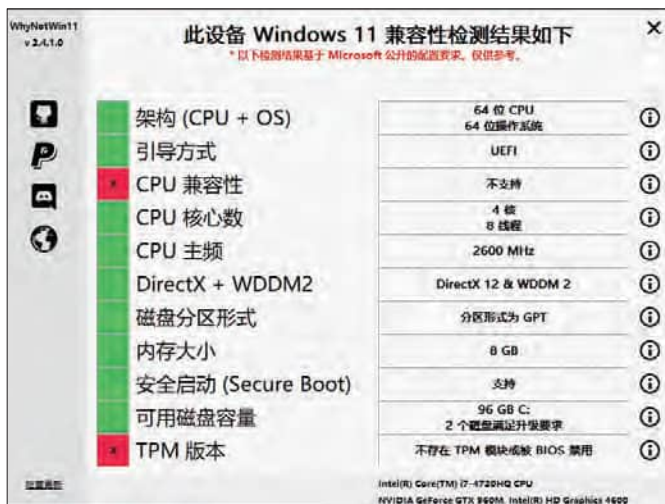 WhyNotWin11
v 2.4.1.0
此设备 Windows 11 兼容性检测结果如下
* 以下检测结果基于 Microsoft 公开的配置要求，仅供参考。
架构 (CPU + OS)
64 位 CPU
64 位操作系统
引导方式
UEFI
x CPU 兼容性
不支持
CPU 核心数
4 核
8 线程
CPU 主频
2600 MHz
DirectX + WDDM2
DirectX 12 & WDDM 2
磁盘分区形式
分区形式为 GPT
内存大小
8 GB
安全启动 (Secure Boot)
支持
可用磁盘容量
96 GB C:
2 个磁盘满足升级要求
x TPM 版本
不存在 TPM 模块或被 BIOS 禁用
检查更新
Intel(R) Core(TM) i7-4720HQ CPU
NVIDIA GeForce GTX 960M, Intel(R) HD Graphics 4600